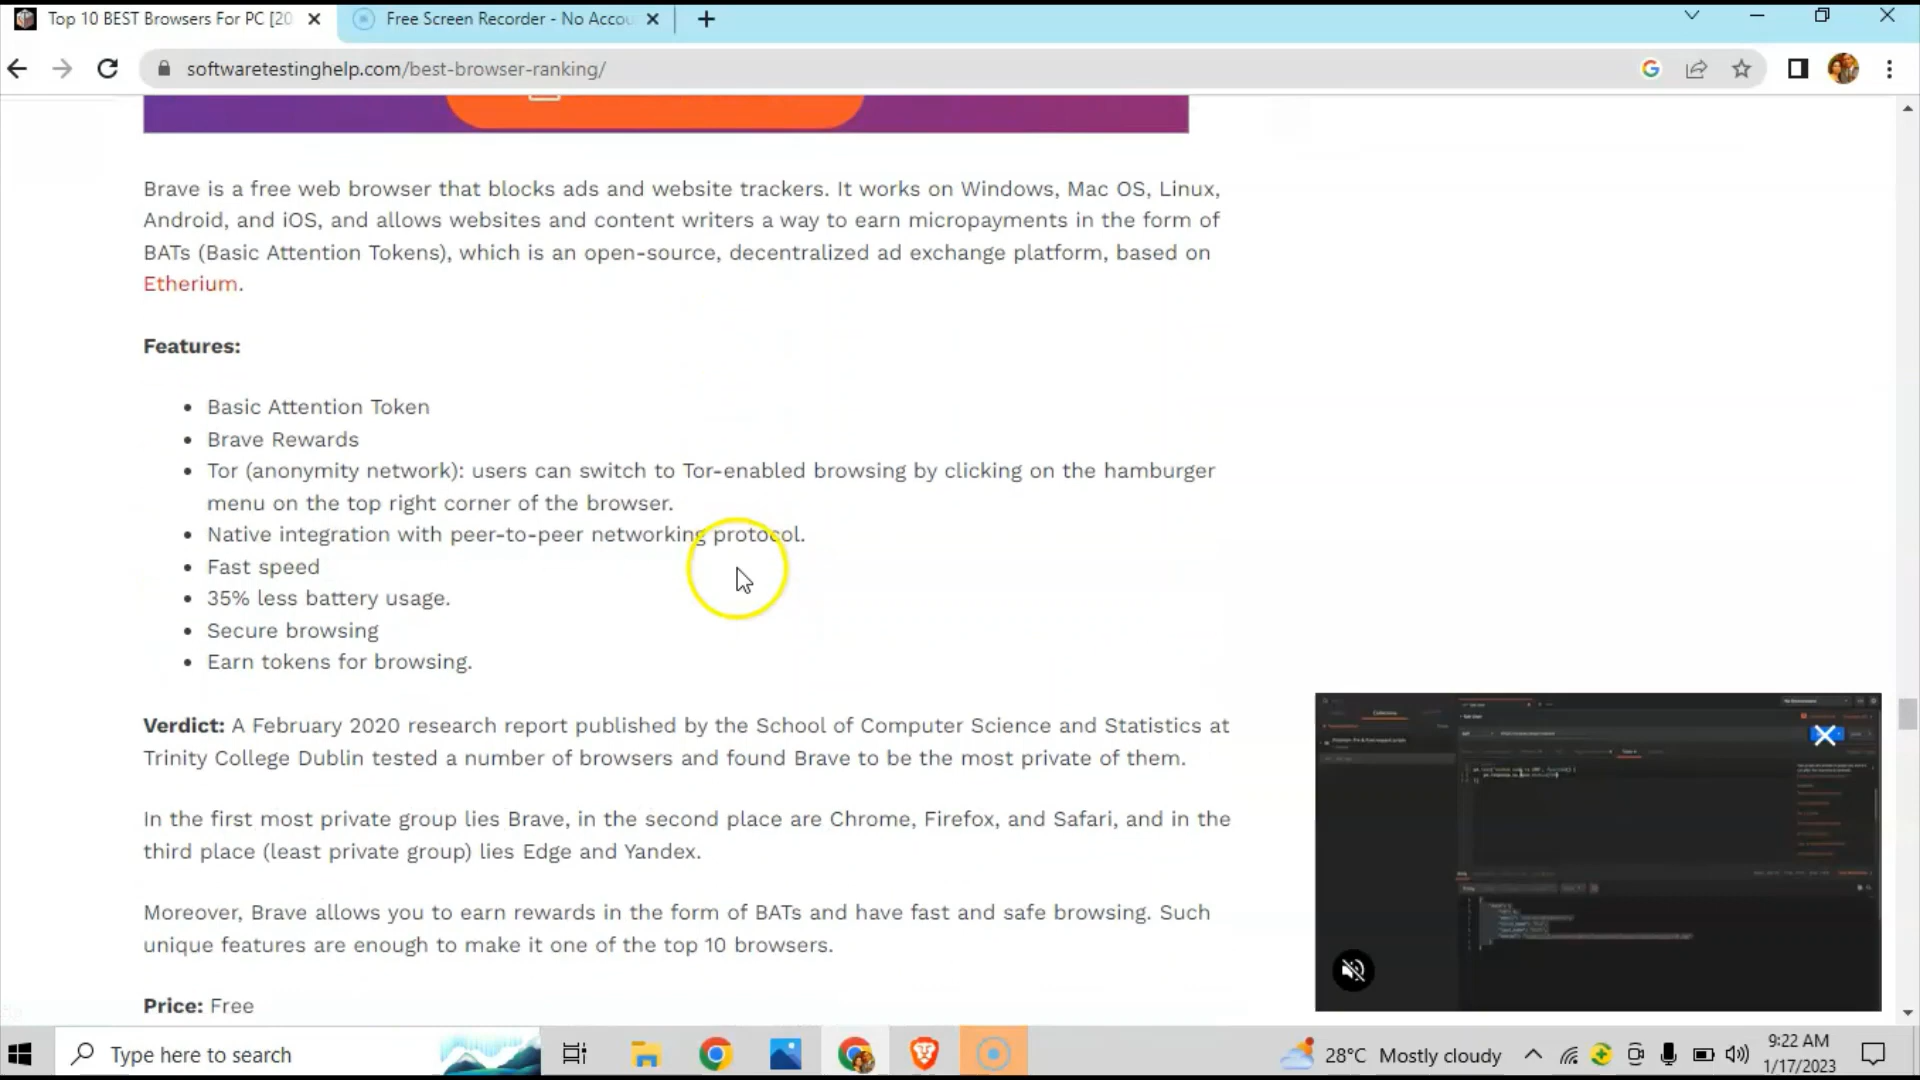 Top 10 BEST Browsers For PC [20
Free Screen Recorder - No Accou
softwaretestinghelp.com/best-browser-ranking/
Brave is a free web browser that blocks ads and website trackers. It works on Windows, Mac OS, Linux,
Android, and iOS, and allows websites and content writers a way to earn micropayments in the form of
BATs (Basic Attention Tokens), which is an open-source, decentralized ad exchange platform, based on
Etherium.
Features:
Basic Attention Token
Brave Rewards
Tor (anonymity network): users can switch to Tor-enabled browsing by clicking on the hamburger
menu on the top right corner of the browser.
Native integration with peer-to-peer networking protocol.
Fast speed
35% less battery usage.
Secure browsing
Earn tokens for browsing.
Verdict: A February 2020 research report published by the School of Computer Science and Statistics at
Trinity College Dublin tested a number of browsers and found Brave to be the most private of them.
In the first most private group lies Brave, in the second place are Chrome, Firefox, and Safari, and in the
third place (least private group) lies Edge and Yandex.
Moreover, Brave allows you to earn rewards in the form of BATs and have fast and safe browsing. Such
unique features are enough to make it one of the top 10 browsers.
Price: Free
Type here to search
28°C Mostly cloudy
9:22 AM
1/17/2023